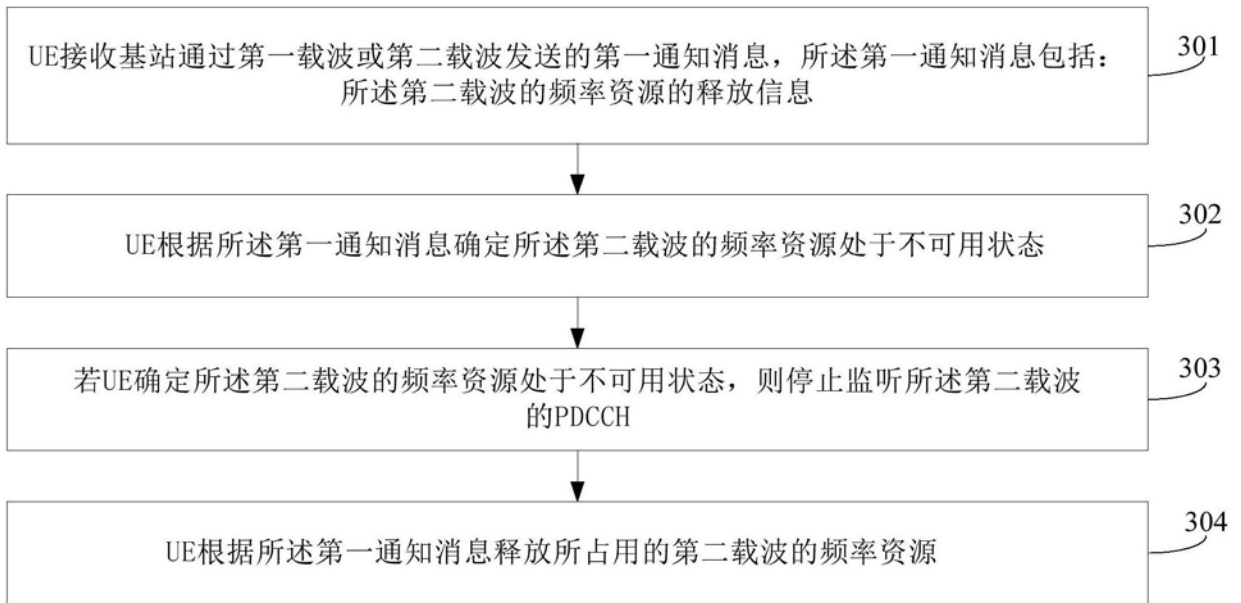 UE接收基站通过第一载波或第二载波发送的第一通知消息，所述第一通知消息包括：
所述第二载波的频率资源的释放信息
301
UE根据所述第一通知消息确定所述第二载波的频率资源处于不可用状态
302
若UE确定所述第二载波的频率资源处于不可用状态，则停止监听所述第二载波
的PDCCH
303
UE根据所述第一通知消息释放所占用的第二载波的频率资源
304